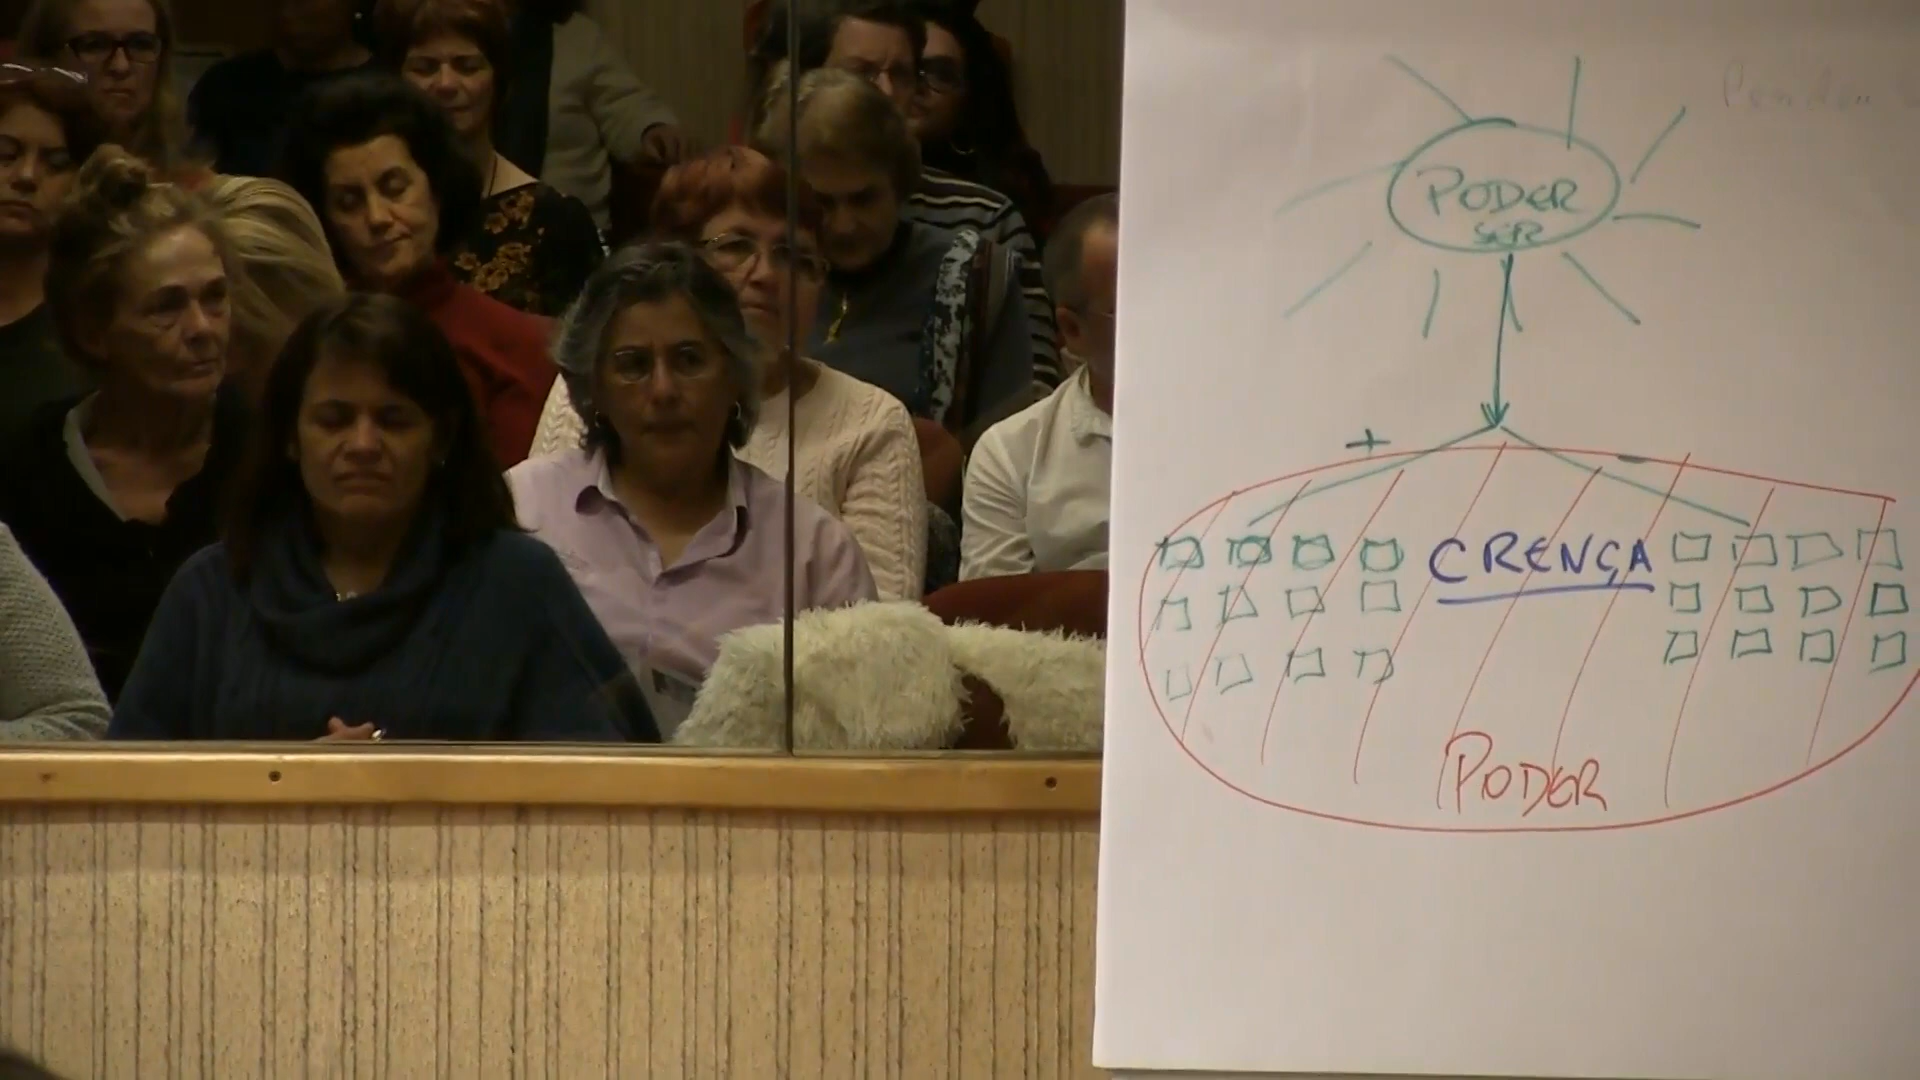 PODER
SER
+
-
CRENÇA
PODER